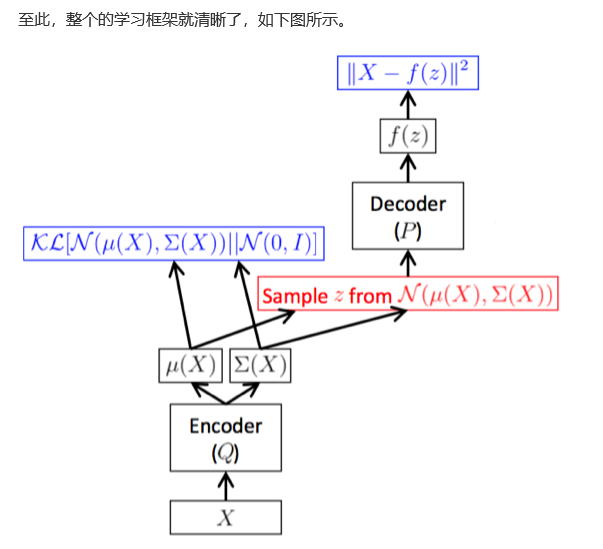 至此，整个的学习框架就清晰了，如下图所示。
‖X − f(z)‖²
f(z)
Decoder
(P)
𝒦ℒ[𝒩(μ(X), Σ(X))||𝒩(0, I)]
Sample z from 𝒩(μ(X), Σ(X))
μ(X) Σ(X)
Encoder
(Q)
X